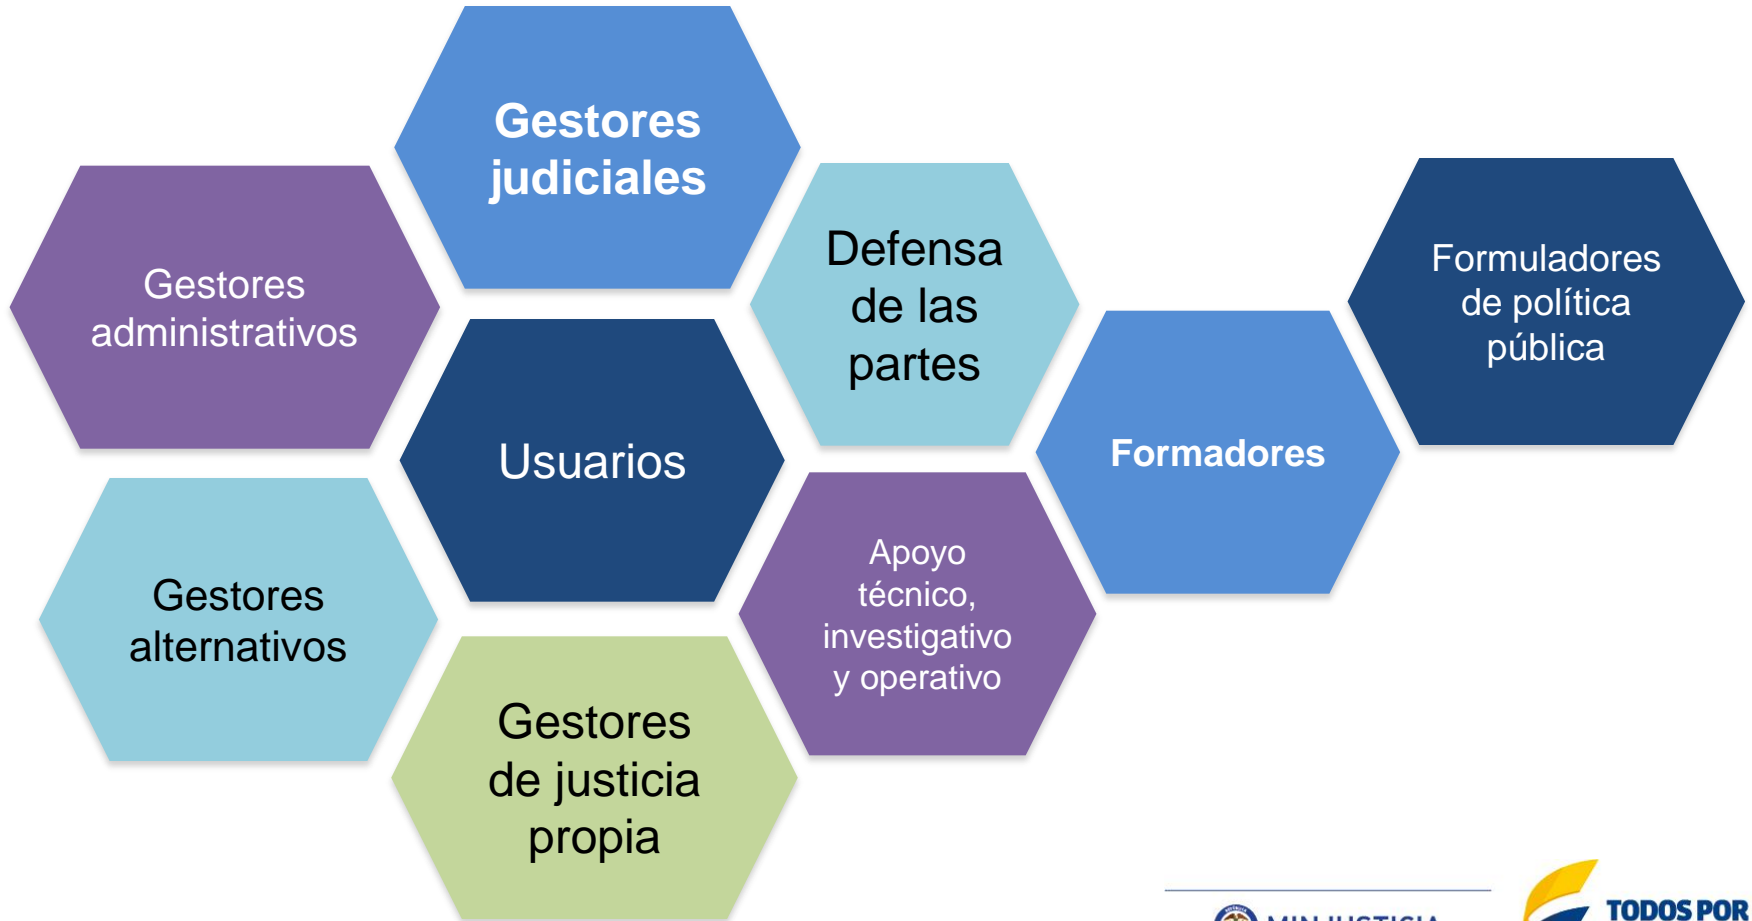 Gestores
judiciales
Gestores
administrativos
Defensa
de las
partes
Formuladores
de política
pública
Usuarios
Formadores
Gestores
alternativos
Apoyo
técnico,
investigativo
y operativo
Gestores
de justicia
propia
MINJUSTICIA
TODOS POR